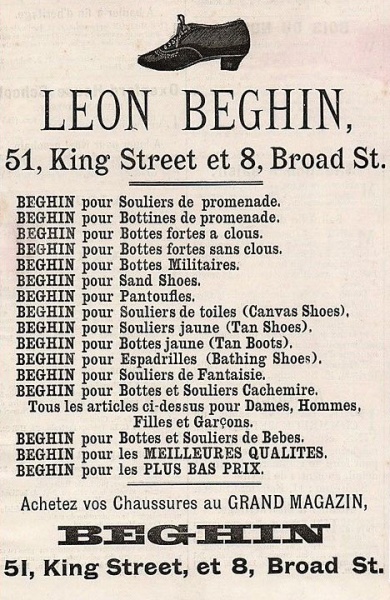 LEON BEGHIN,
51, King Street et 8, Broad St.
BEGHIN pour Souliers de promenade.
BEGHIN pour Bottines de promenade.
BEGHIN pour Bottes fortes a clous.
BEGHIN pour Bottes fortes sans clous.
BEGHIN pour Bottes Militaires.
BEGHIN pour Sand Shoes.
BEGHIN pour Pantoufles.
BEGHIN pour Souliers de toiles (Canvas Shoes).
BEGHIN pour Souliers jaune (Tan Shoes).
BEGHIN pour Bottes jaune (Tan Boots).
BEGHIN pour Espadrilles (Bathing Shoes).
BEGHIN pour Souliers de Fantaisie.
BEGHIN pour Bottes et Souliers Cachemire.
Tous les articles ci-dessus pour Dames, Hommes,
Filles et Garçons.
BEGHIN pour Bottes et Souliers de Bebes.
BEGHIN pour les MEILLEURES QUALITES.
BEGHIN pour les PLUS BAS PRIX.
Achetez vos Chaussures au GRAND MAGAZIN,
BEGHIN
51, King Street, et 8, Broad St.